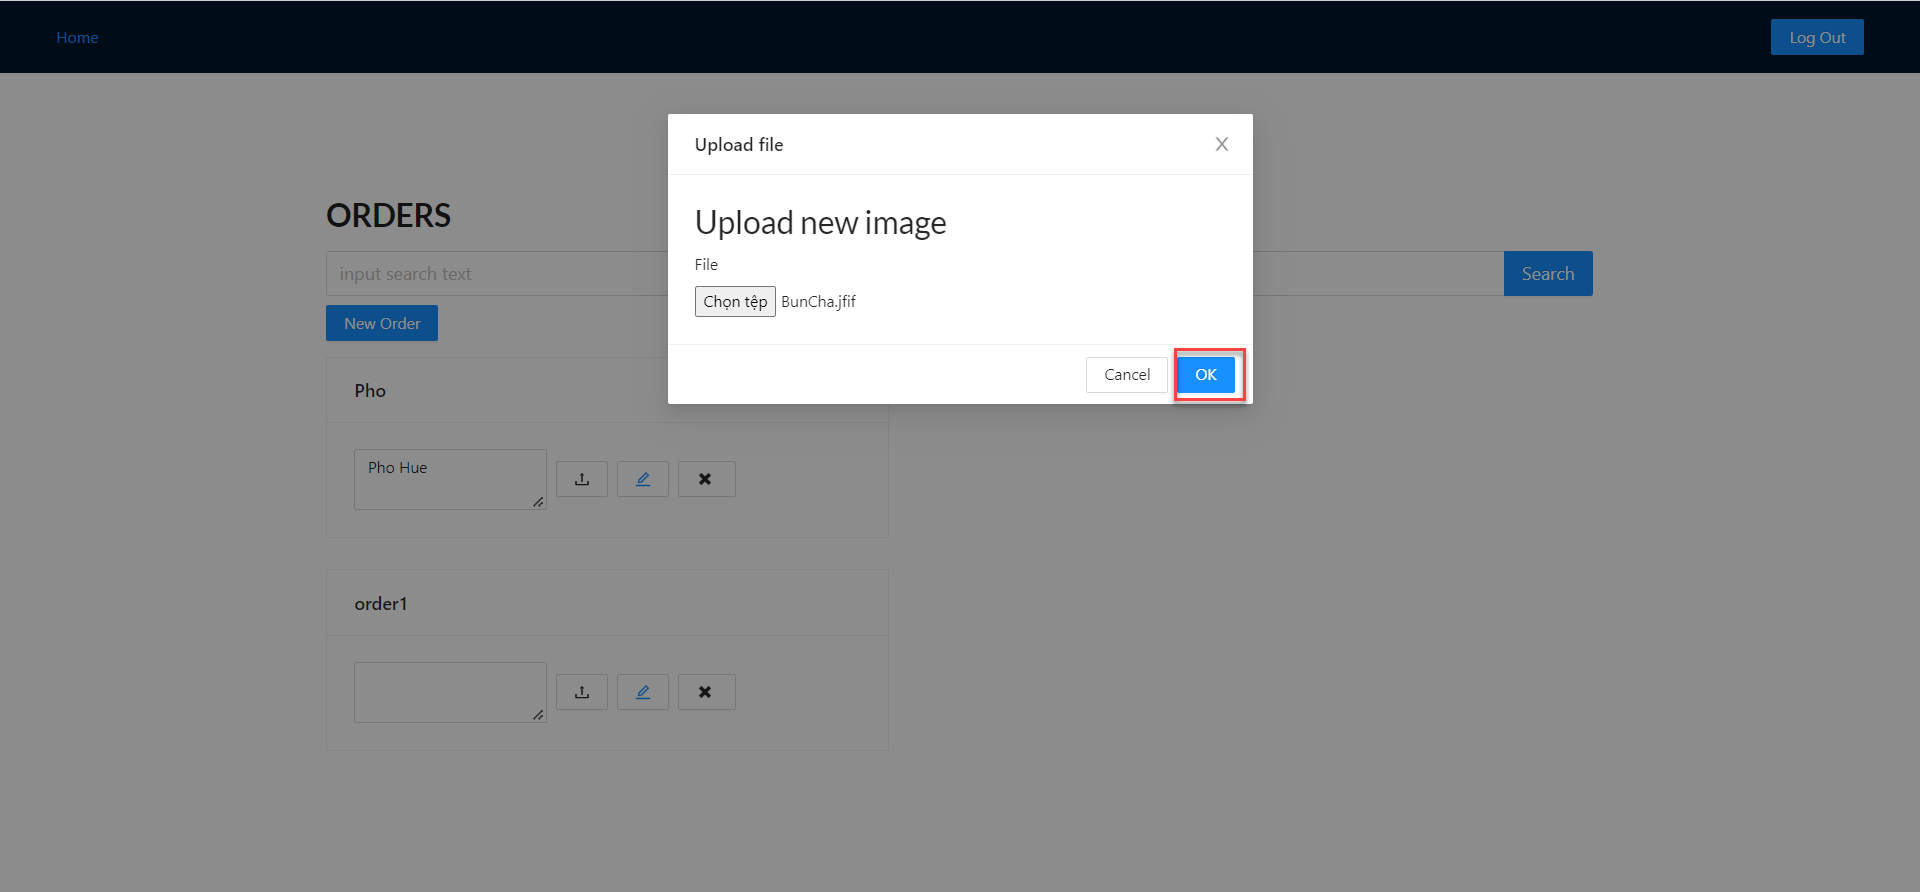 Home
Log Out
Upload file
Upload new image
File
Chọn tệp BunCha.jfif
Cancel
OK
ORDERS
input search text
Search
New Order
Pho
Pho Hue
order1